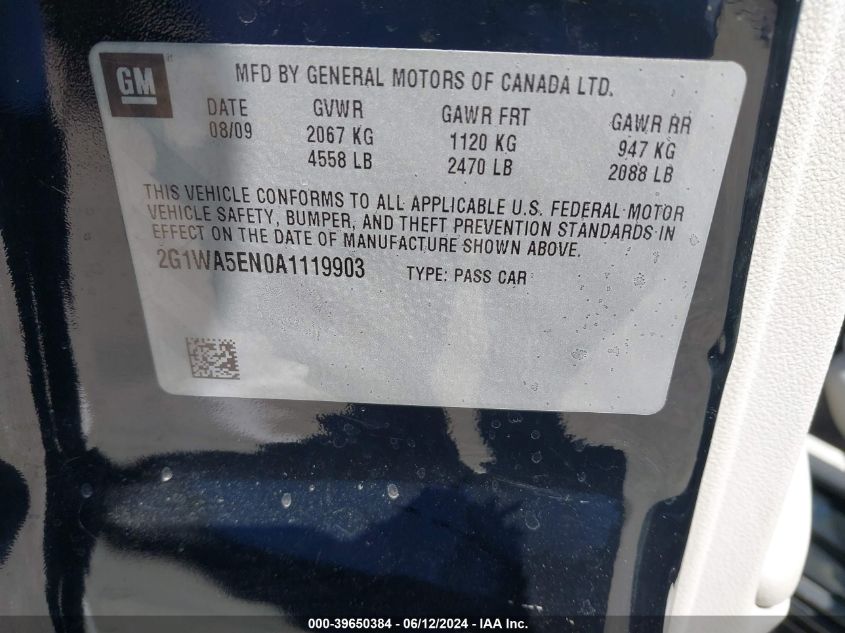 GM
MFD BY GENERAL MOTORS OF CANADA LTD.
DATE GVWR GAWR FRT GAWR RR
08/09 2067 KG 1120 KG 947 KG
4558 LB 2470 LB 2088 LB
THIS VEHICLE CONFORMS TO ALL APPLICABLE U.S. FEDERAL MOTOR
VEHICLE SAFETY, BUMPER, AND THEFT PREVENTION STANDARDS IN
EFFECT ON THE DATE OF MANUFACTURE SHOWN ABOVE.
2G1WA5EN0A1119903 TYPE: PASS CAR
000-39650384 - 06/12/2024 - IAA Inc.